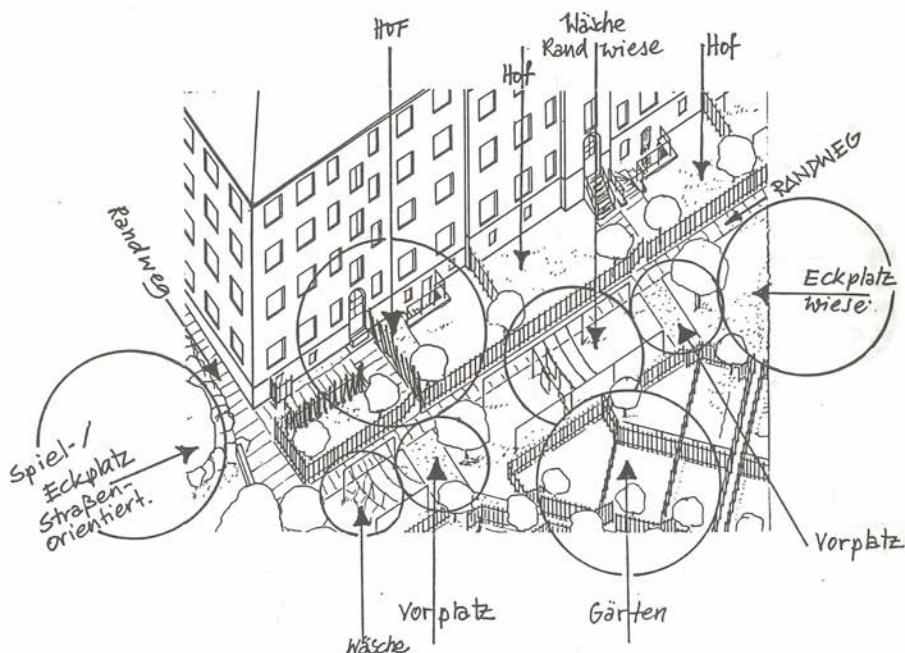 HOF
Wäsche
Rand wiese
Hof
Hof
RANDWEG
Randweg
Eckplatz
wiese
Spiel-/
Eckplatz
Straßen-
orientiert.
Vorplatz
Vorplatz
Gärten
Wäsche